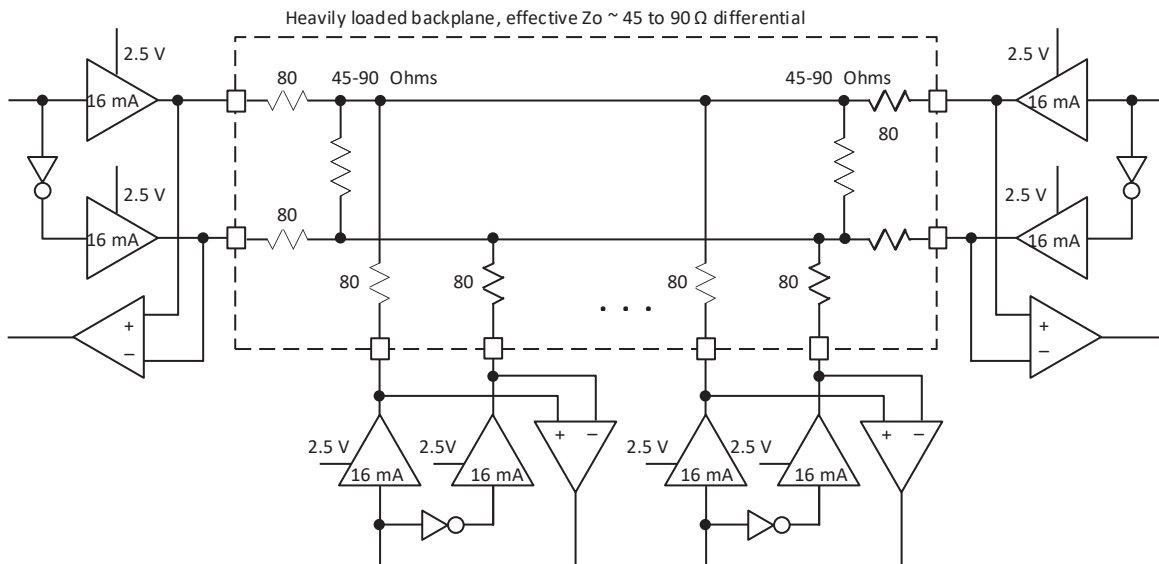 Heavily loaded backplane, effective Zo ~ 45 to 90 Ω differential
2.5 V
80
45-90 Ohms
45-90 Ohms
2.5 V
16 mA
16 mA
80
2.5 V
80
2.5 V
16 mA
16 mA
80
80
. . .
80
80
+
−
+
−
+ −
+ −
2.5 V
2.5V
2.5 V
2.5 V
16 mA
16 mA
16 mA
16 mA